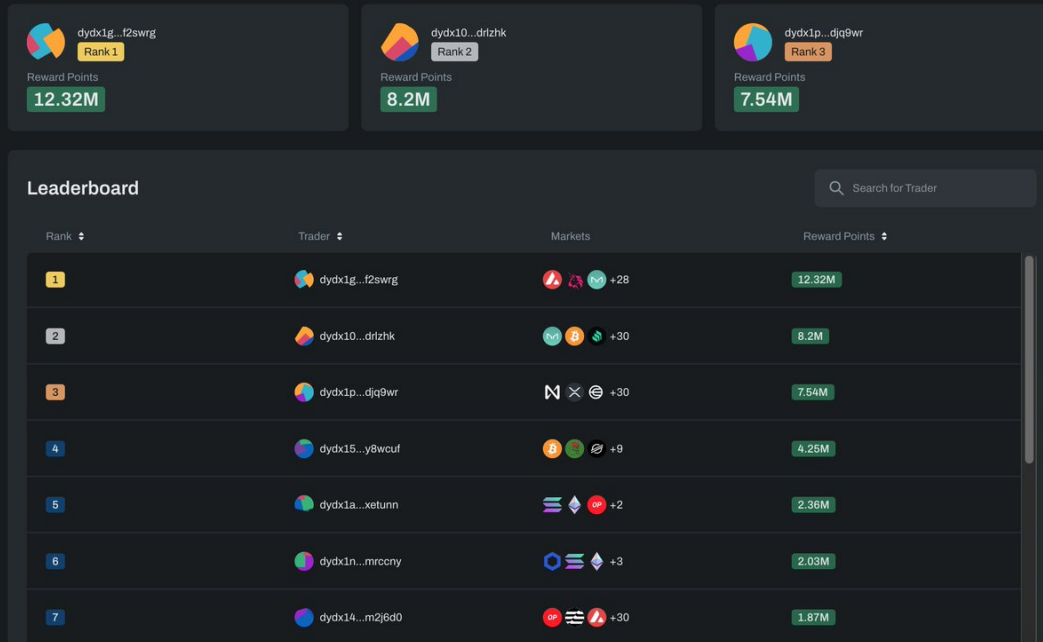 dydx1g...f2swrg
Rank 1
Reward Points
12.32M
dydx10...drlzhk
Rank 2
Reward Points
8.2M
dydx1p...djq9wr
Rank 3
Reward Points
7.54M
Leaderboard
Search for Trader
Rank Trader Markets Reward Points
1 dydx1g...f2swrg +28 12.32M
2 dydx10...drlzhk +30 8.2M
3 dydx1p...djq9wr +30 7.54M
4 dydx15...y8wcuf +9 4.25M
5 dydx1a...xetunn OP +2 2.36M
6 dydx1n...mrccny +3 2.03M
7 dydx14...m2j6d0 OP +30 1.87M